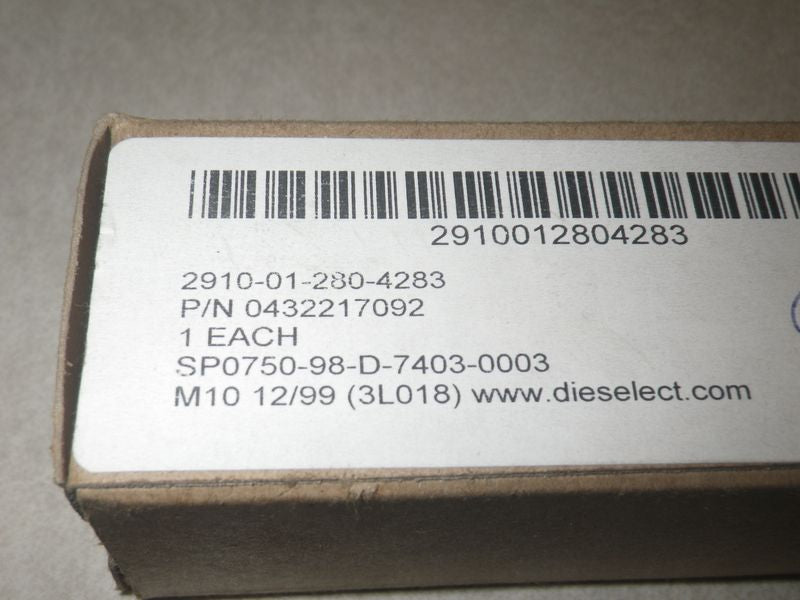 2910012804283
2910-01-280-4283
P/N 0432217092
1 EACH
SP0750-98-D-7403-0003
M10 12/99 (3L018) www.dieselect.com